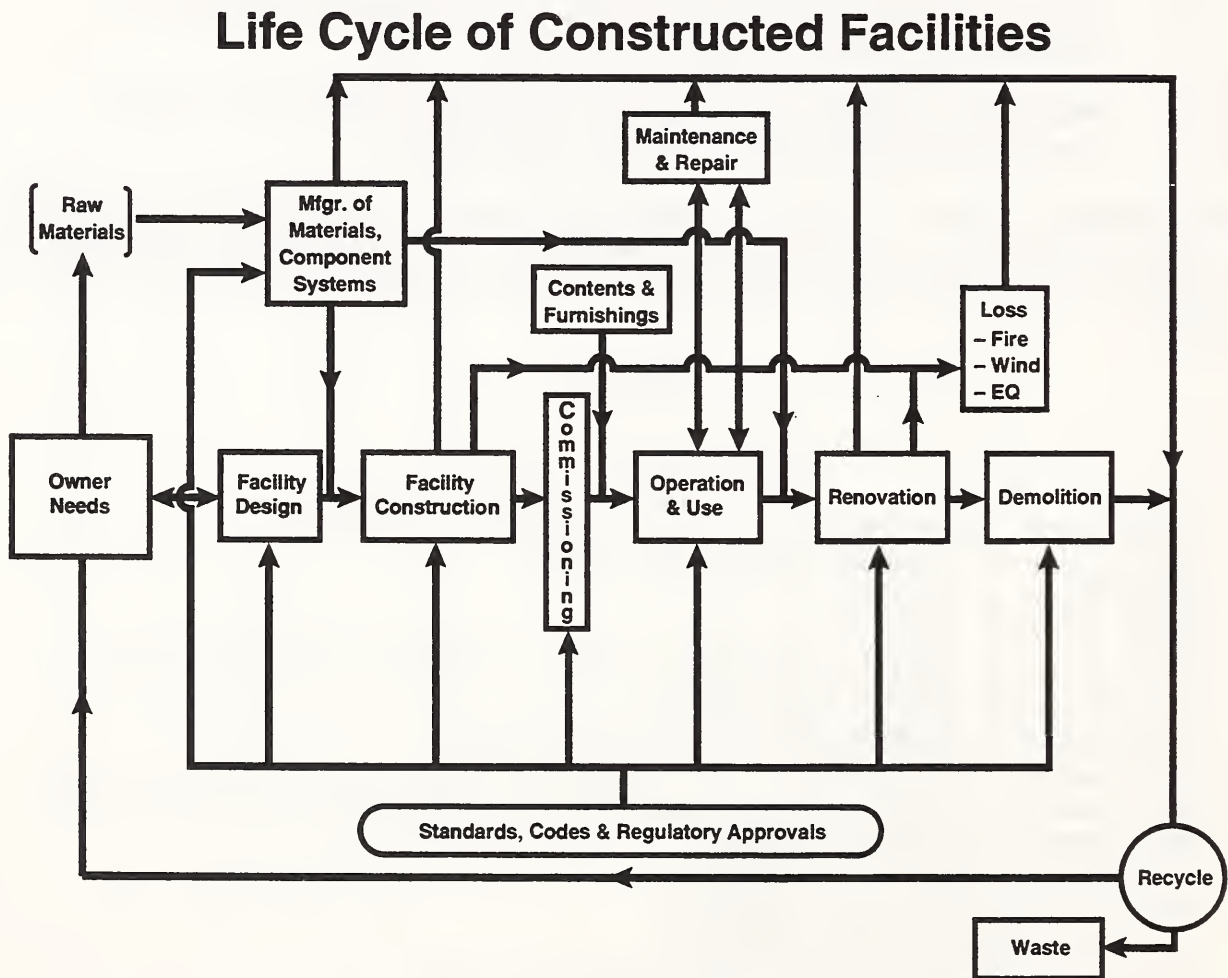 Life Cycle of Constructed Facilities
Maintenance
& Repair
Raw
Materials
Mfgr. of
Materials,
Component
Systems
Contents &
Furnishings
Loss
– Fire
– Wind
– EQ
Owner
Needs
Facility
Design
Facility
Construction
Commissioning
Operation
& Use
Renovation
Demolition
Standards, Codes & Regulatory Approvals
Recycle
Waste